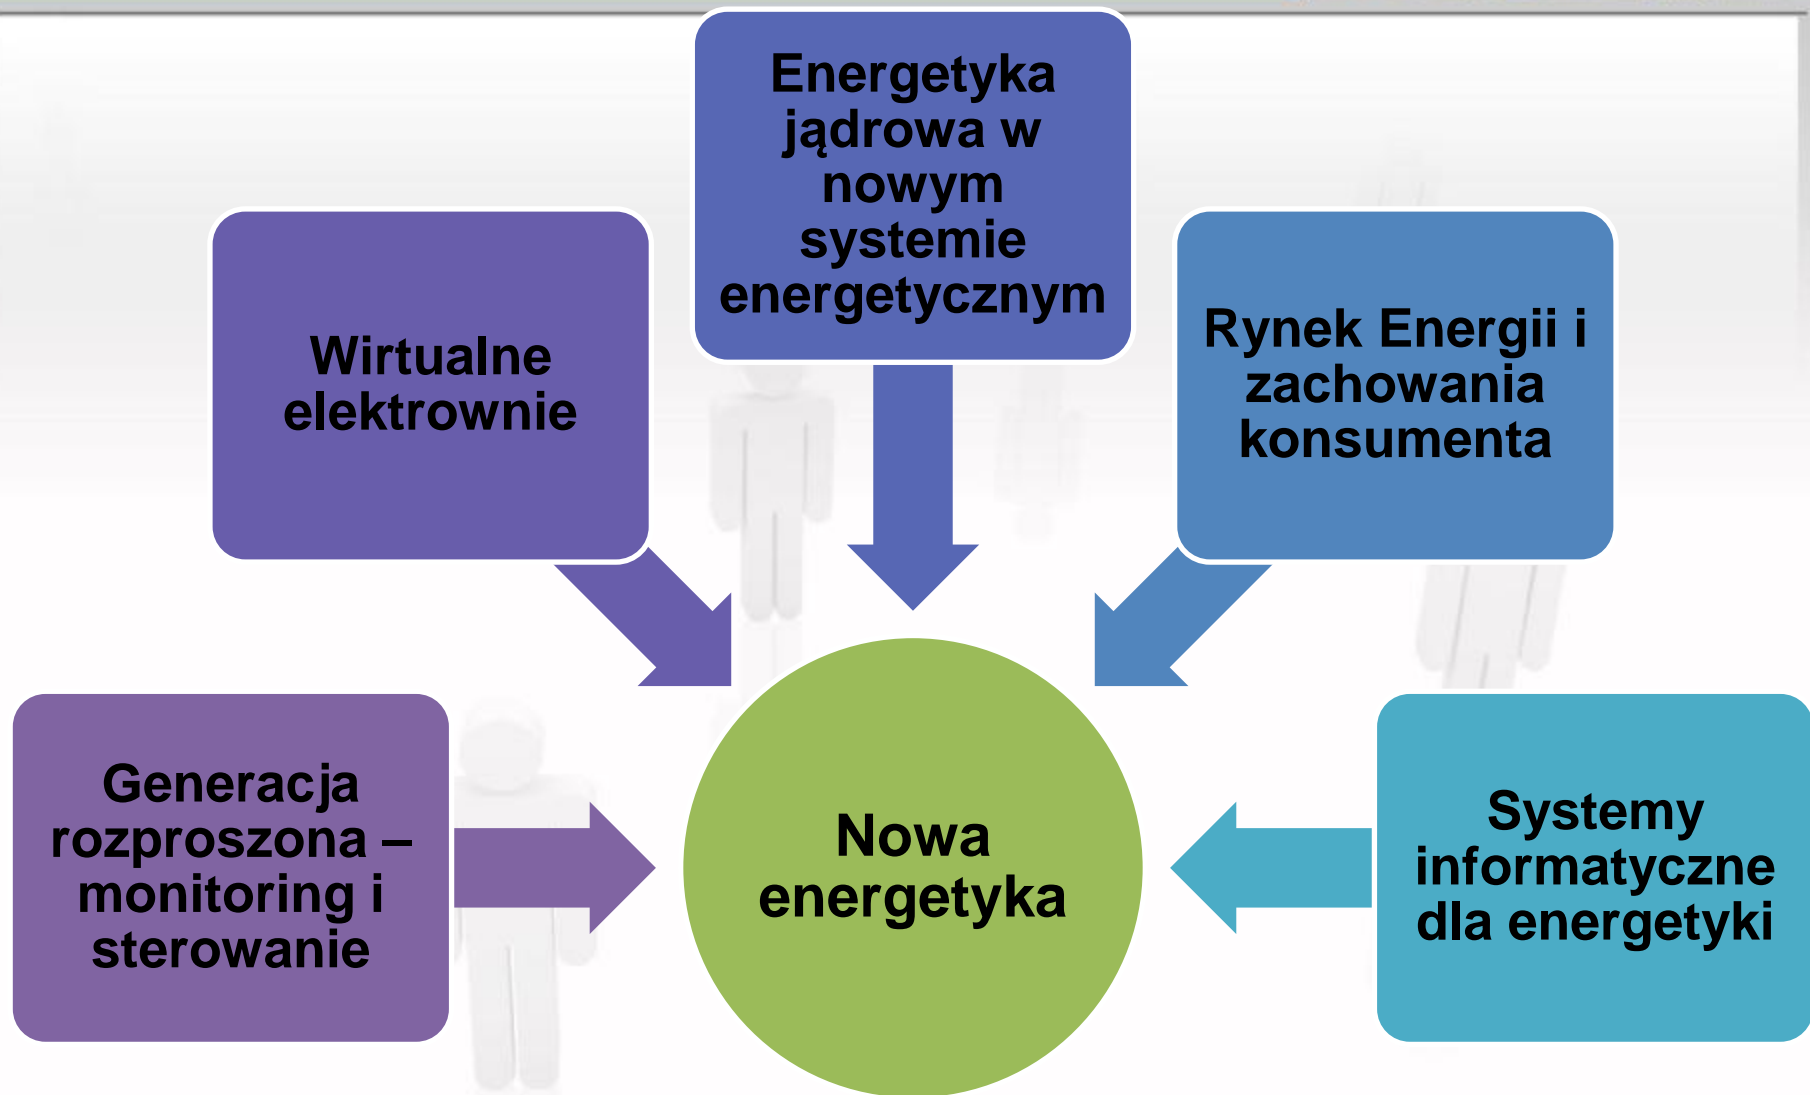 Energetyka
jądrowa w
nowym
systemie
energetycznym
Wirtualne
elektrownie
Rynek Energii i
zachowania
konsumenta
Generacja
rozproszona –
monitoring i
sterowanie
Nowa
energetyka
Systemy
informatyczne
dla energetyki